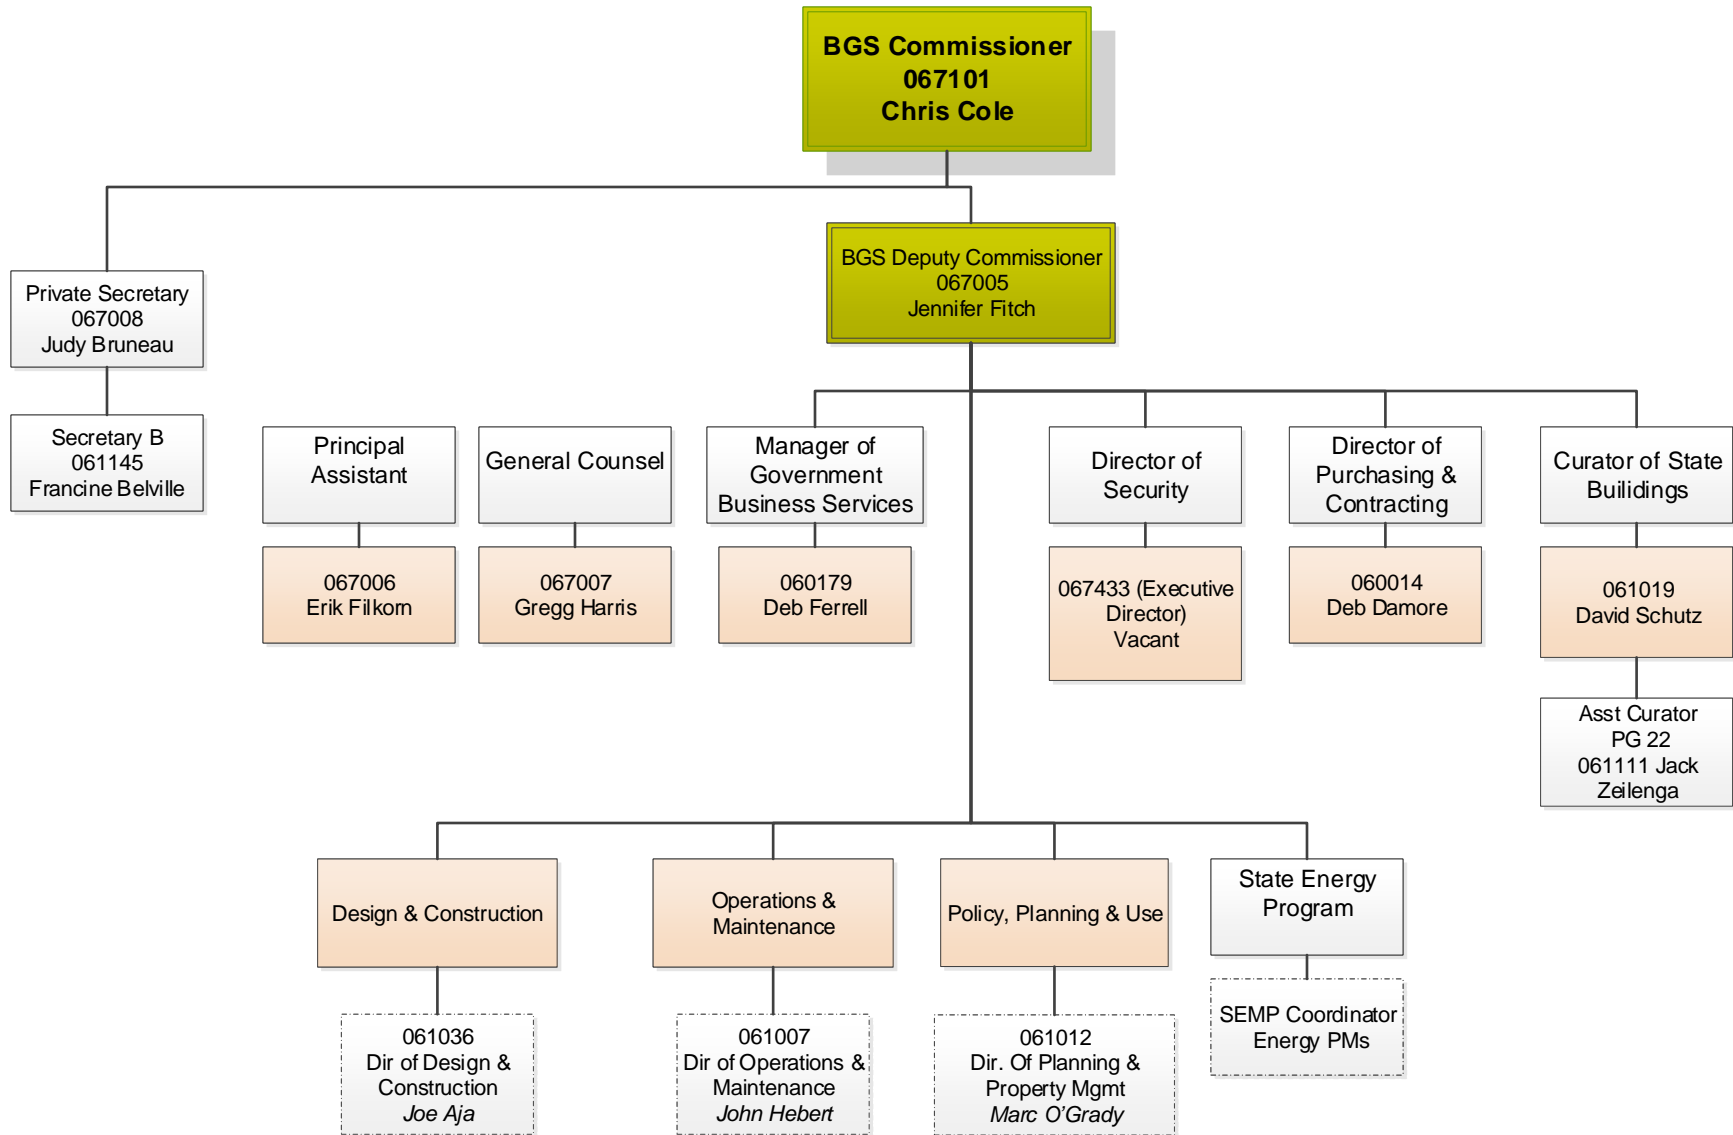 BGS Commissioner
067101
Chris Cole
BGS Deputy Commissioner
067005
Jennifer Fitch
Private Secretary
067008
Judy Bruneau
Secretary B
061145
Francine Belville
Principal
Assistant
General Counsel
Manager of
Government
Business Services
Director of
Security
Director of
Purchasing &
Contracting
Curator of State
Builidings
067006
Erik Filkorn
067007
Gregg Harris
060179
Deb Ferrell
067433 (Executive
Director)
Vacant
060014
Deb Damore
061019
David Schutz
Asst Curator
PG 22
061111 Jack
Zeilenga
Design & Construction
Operations &
Maintenance
Policy, Planning & Use
State Energy
Program
061036
Dir of Design &
Construction
Joe Aja
061007
Dir of Operations &
Maintenance
John Hebert
061012
Dir. Of Planning &
Property Mgmt
Marc O'Grady
SEMP Coordinator
Energy PMs